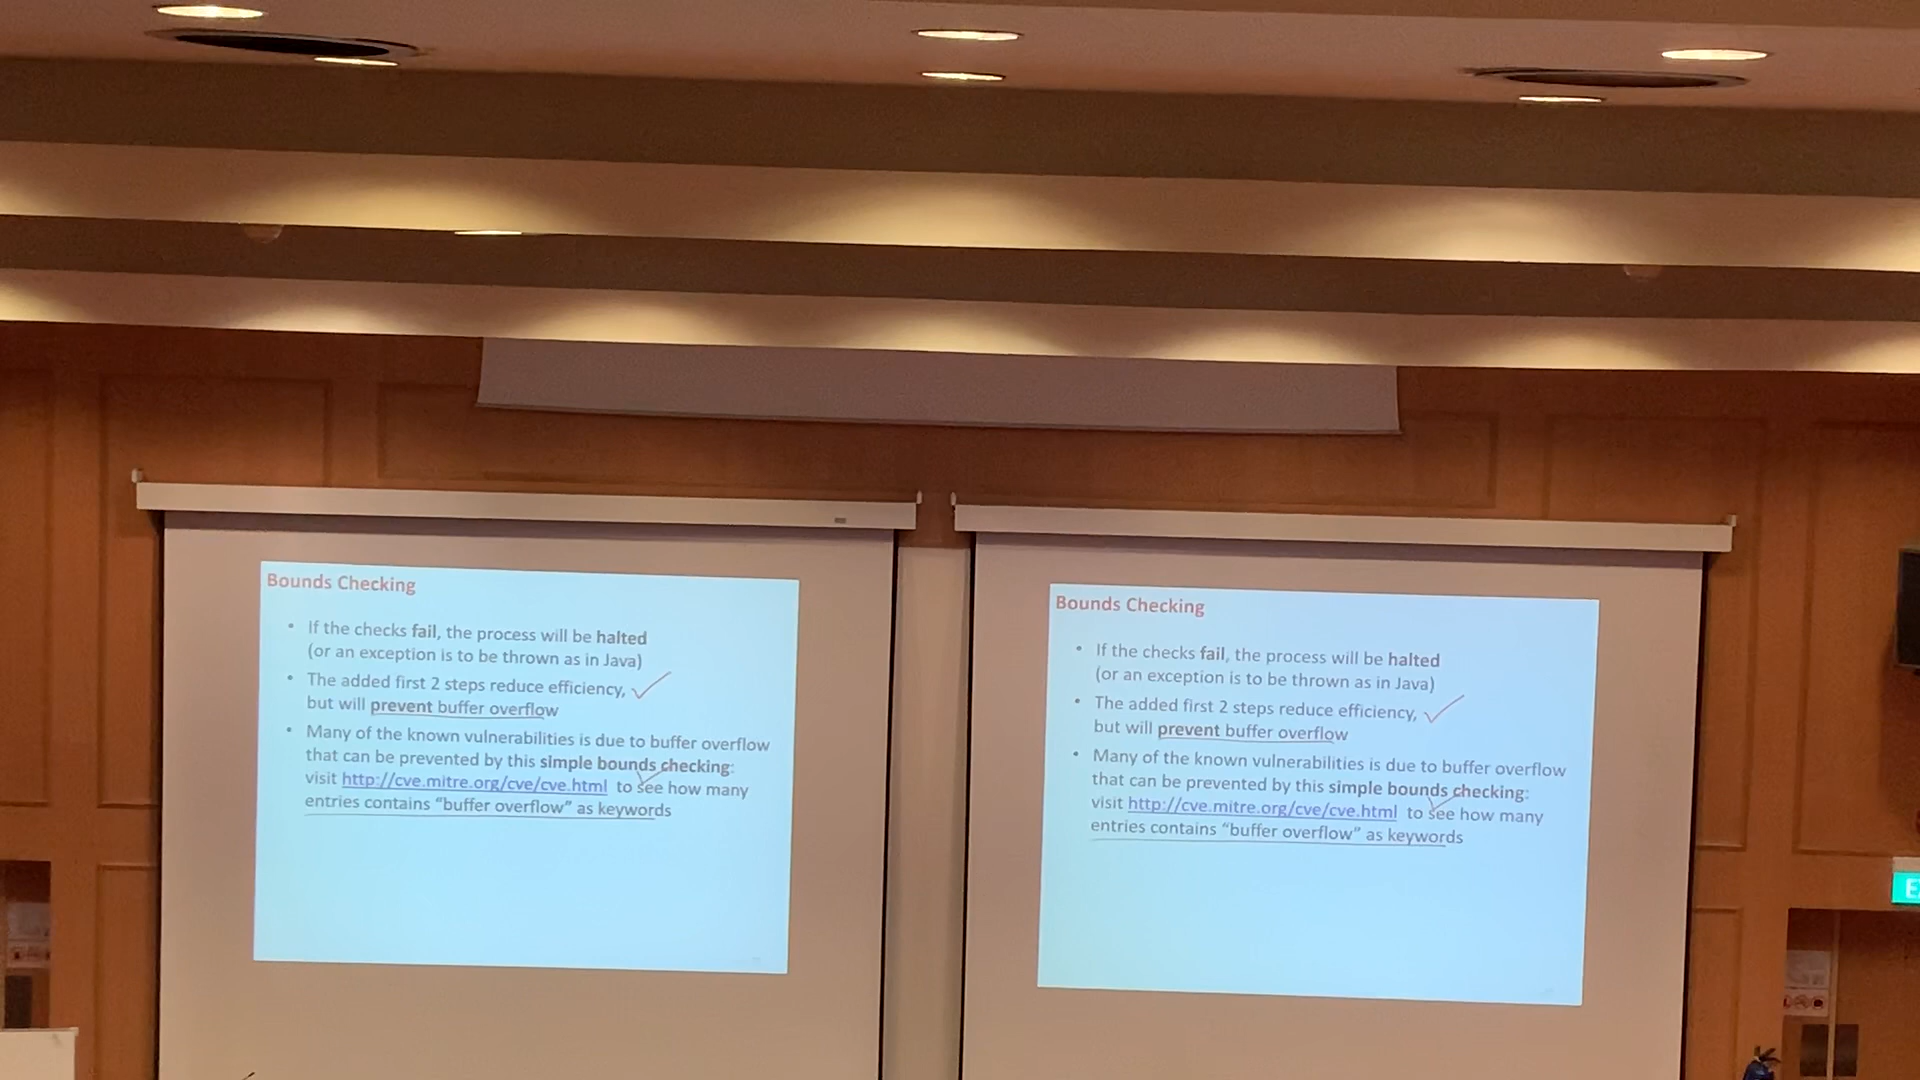 Bounds Checking
• If the checks fail, the process will be halted
(or an exception is to be thrown as in Java)
• The added first 2 steps reduce efficiency,
but will prevent buffer overflow
• Many of the known vulnerabilities is due to buffer overflow
that can be prevented by this simple bounds checking:
visit http://cve.mitre.org/cve/cve.html to see how many
entries contains “buffer overflow” as keywords
Bounds Checking
• If the checks fail, the process will be halted
(or an exception is to be thrown as in Java)
• The added first 2 steps reduce efficiency,
but will prevent buffer overflow
• Many of the known vulnerabilities is due to buffer overflow
that can be prevented by this simple bounds checking:
visit http://cve.mitre.org/cve/cve.html to see how many
entries contains “buffer overflow” as keywords